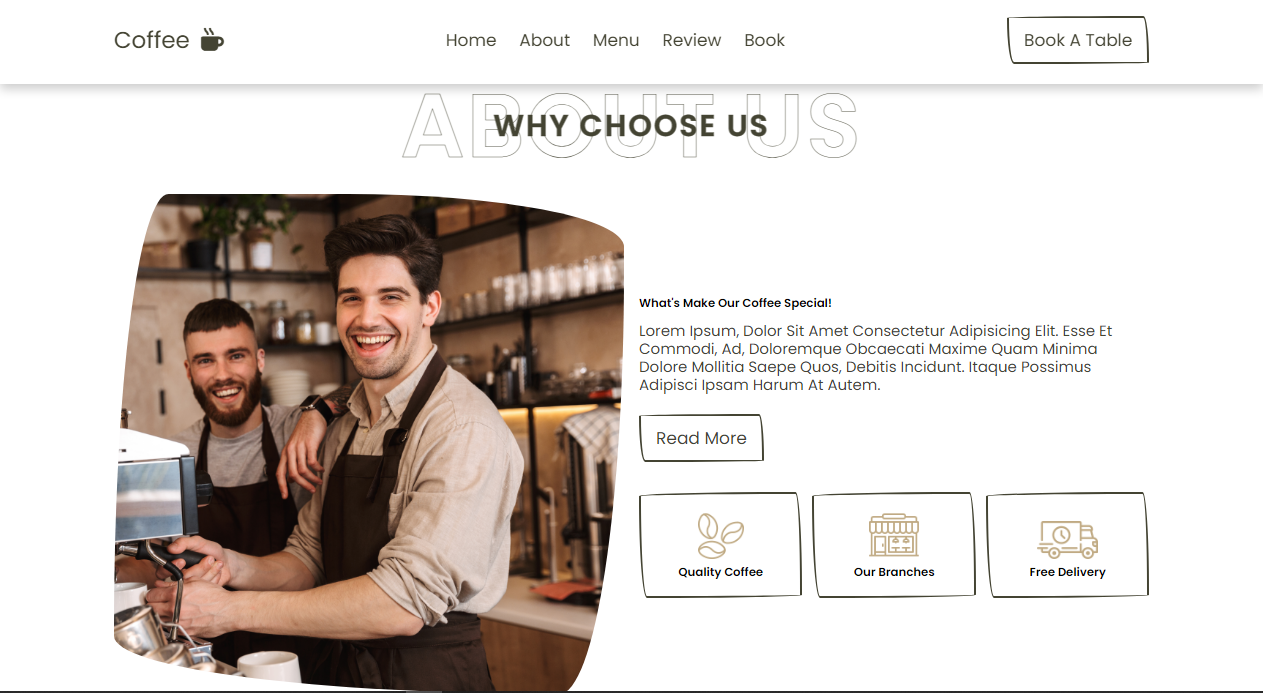 Coffee
Home About Menu Review Book
Book A Table
ABOUT US
WHY CHOOSE US
What's Make Our Coffee Special!
Lorem Ipsum, Dolor Sit Amet Consectetur Adipisicing Elit. Esse Et
Commodi, Ad, Doloremque Obcaecati Maxime Quam Minima
Dolore Mollitia Saepe Quos, Debitis Incidunt. Itaque Possimus
Adipisci Ipsam Harum At Autem.
Read More
Quality Coffee
Our Branches
Free Delivery